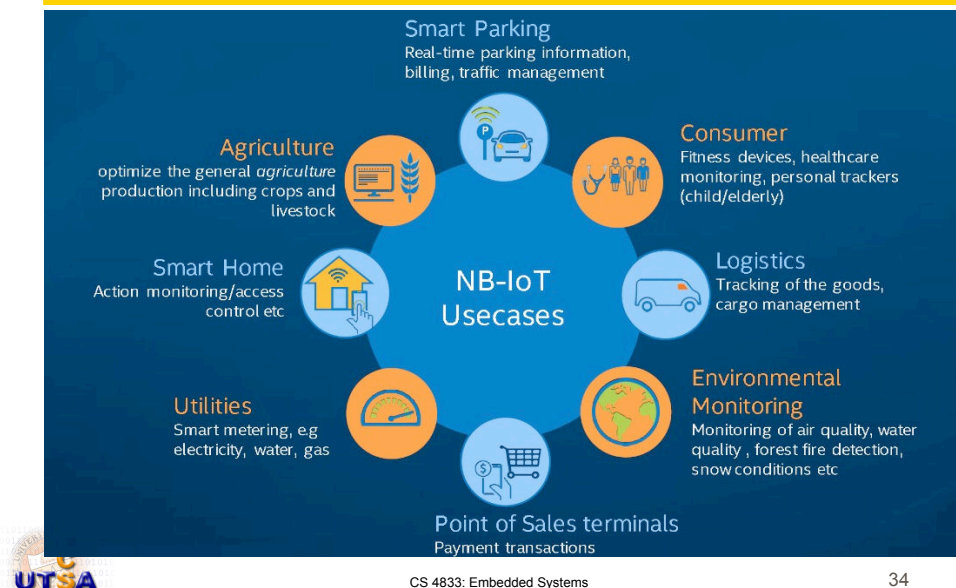 Smart Parking
Real-time parking information,
billing, traffic management
P
Agriculture
optimize the general agriculture
production including crops and
livestock
Consumer
Fitness devices, healthcare
monitoring, personal trackers
(child/elderly)
Smart Home
Action monitoring/access
control etc
NB-IoT
Usecases
Logistics
Tracking of the goods,
cargo management
Utilities
Smart metering, e.g
electricity, water, gas
Environmental
Monitoring
Monitoring of air quality, water
quality , forest fire detection,
snow conditions etc
$
Point of Sales terminals
Payment transactions
UTSA
CS 4833: Embedded Systems
34